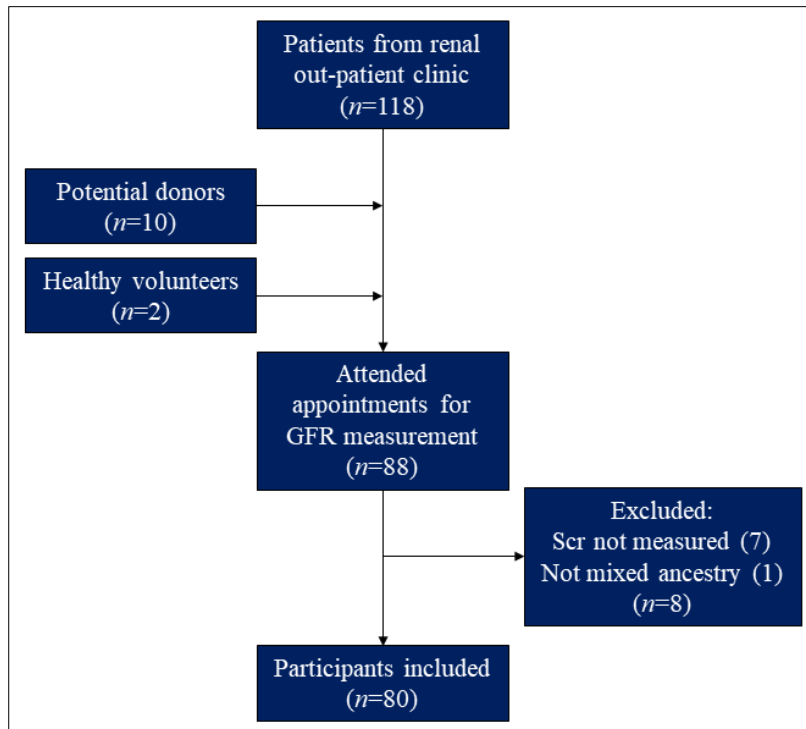 Patients from renal
out-patient clinic
(n=118)
Potential donors
(n=10)
Healthy volunteers
(n=2)
Attended
appointments for
GFR measurement
(n=88)
Excluded:
Scr not measured (7)
Not mixed ancestry (1)
(n=8)
Participants included
(n=80)